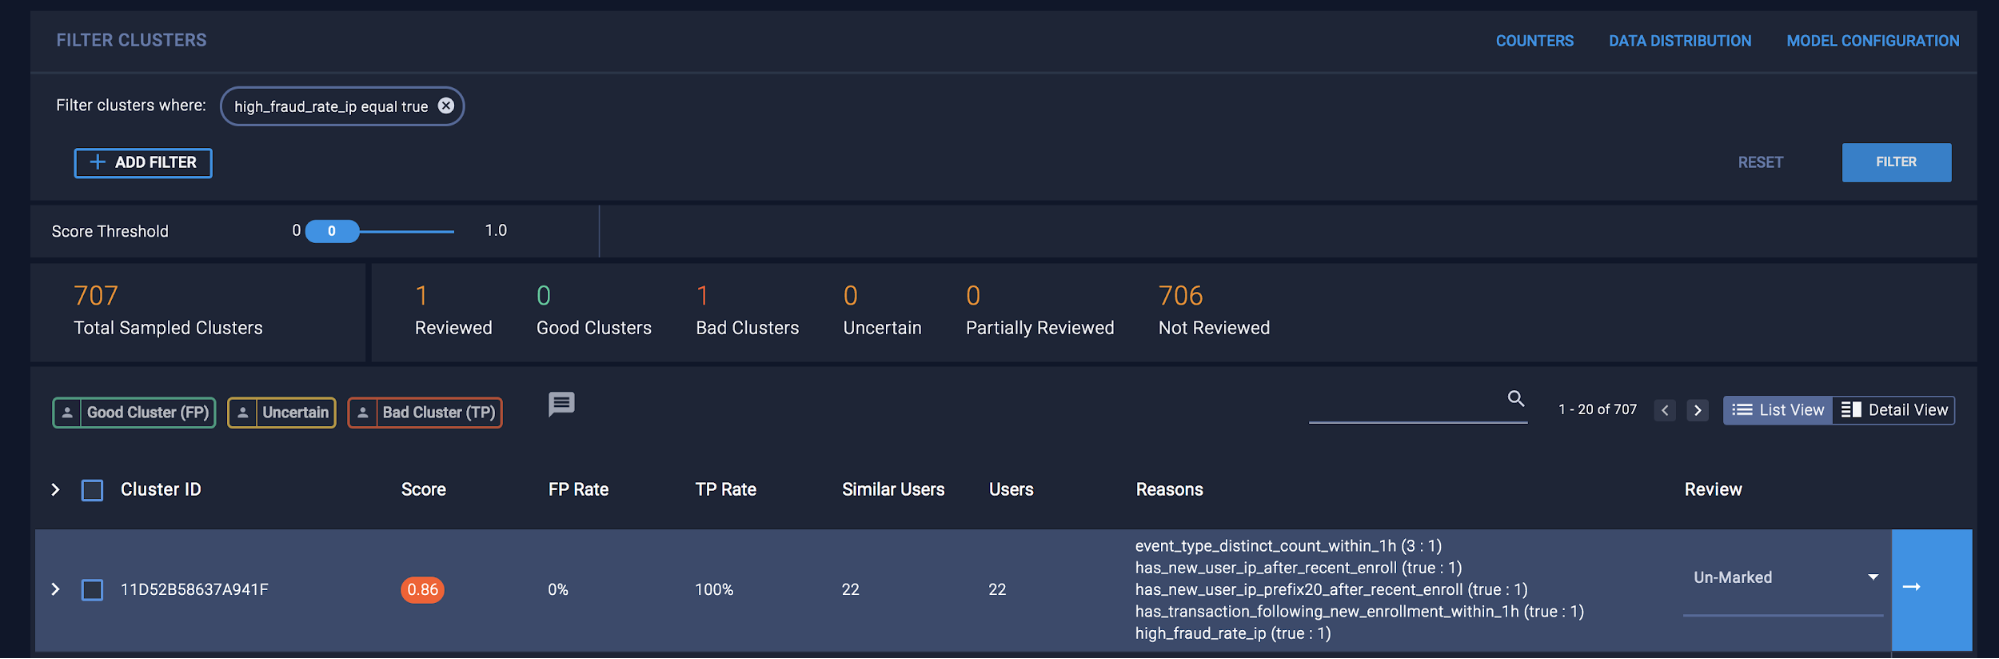 FILTER CLUSTERS
COUNTERS
DATA DISTRIBUTION
MODEL CONFIGURATION
Filter clusters where:
high_fraud_rate_ip equal true
ADD FILTER
RESET
FILTER
Score Threshold
0
0
1.0
707
Total Sampled Clusters
1
Reviewed
0
Good Clusters
1
Bad Clusters
0
Uncertain
0
Partially Reviewed
706
Not Reviewed
Good Cluster (FP)
Uncertain
Bad Cluster (TP)
1 - 20 of 707
List View
Detail View
Cluster ID
Score
FP Rate
TP Rate
Similar Users
Users
Reasons
Review
11D52B58637A941F
0.86
0%
100%
22
22
event_type_distinct_count_within_1h (3 : 1)
has_new_user_ip_after_recent_enroll (true : 1)
has_new_user_ip_prefix20_after_recent_enroll (true : 1)
has_transaction_following_new_enrollment_within_1h (true : 1)
high_fraud_rate_ip (true : 1)
Un-Marked